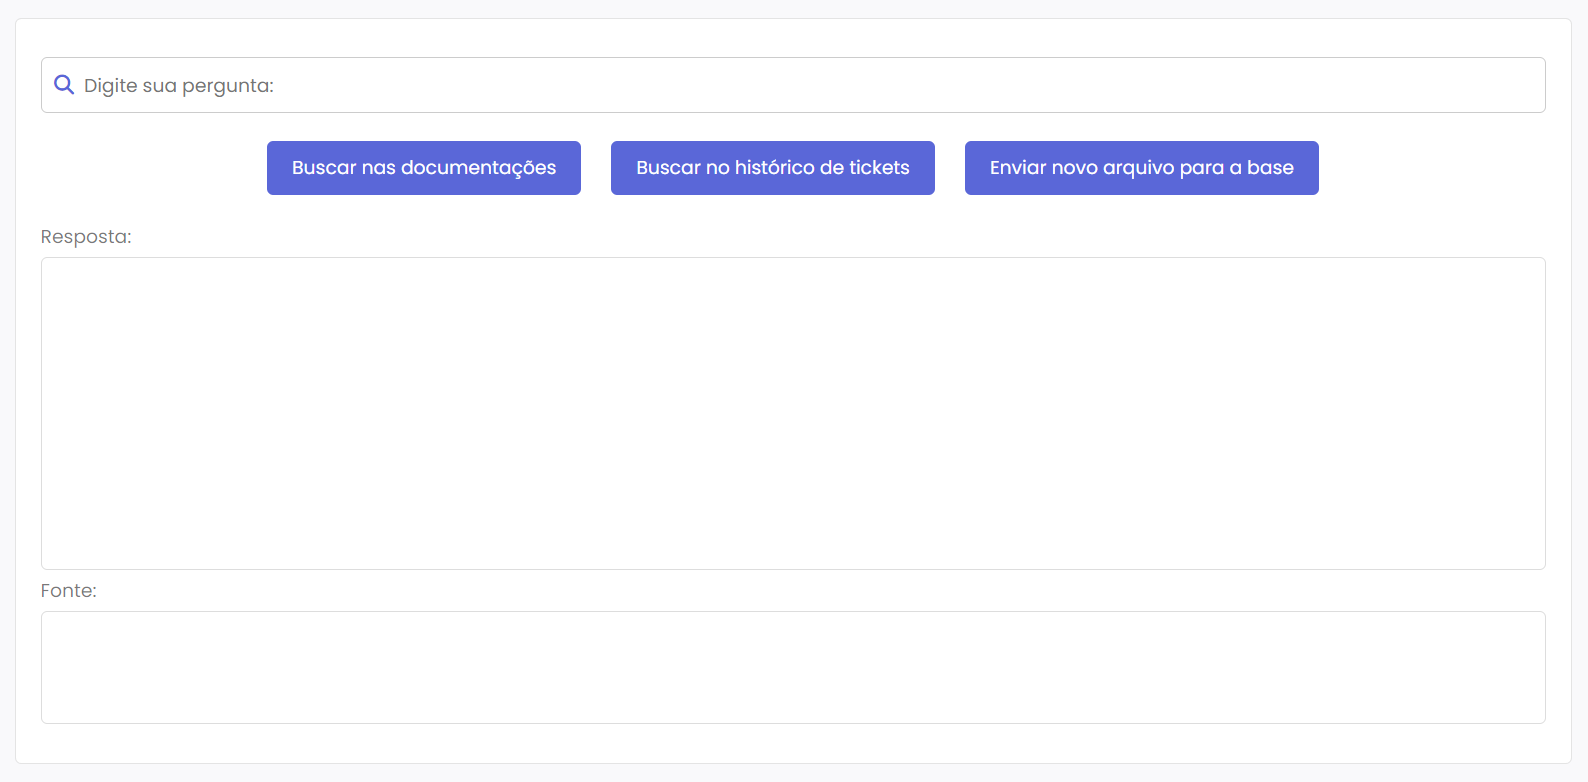 Digite sua pergunta:
Buscar nas documentações
Buscar no histórico de tickets
Enviar novo arquivo para a base
Resposta:
Fonte: